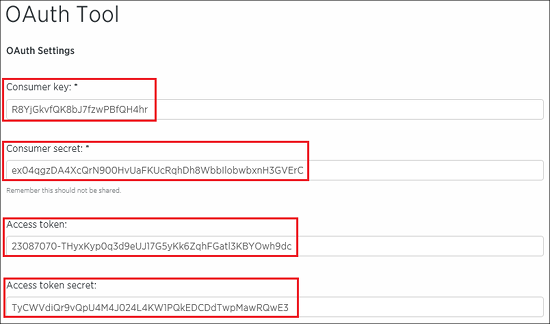 OAuth Tool
OAuth Settings
Consumer key: *
R8YjGkvfQK8bJ7fzwPBfQH4hr
Consumer secret: *
ex04qgzDA4XcQrN900HvUaFKUcRqhDh8WbbIlobwbxnH3GVErC
Remember this should not be shared.
Access token:
23087070-THyxKyp0q3d9eUJ17G5yKk6ZqhFGatl3KBYOwh9dc
Access token secret:
TyCWVdiQr9vQpU4M4J024L4KW1PQkEDCDdTwpMawRQwE3